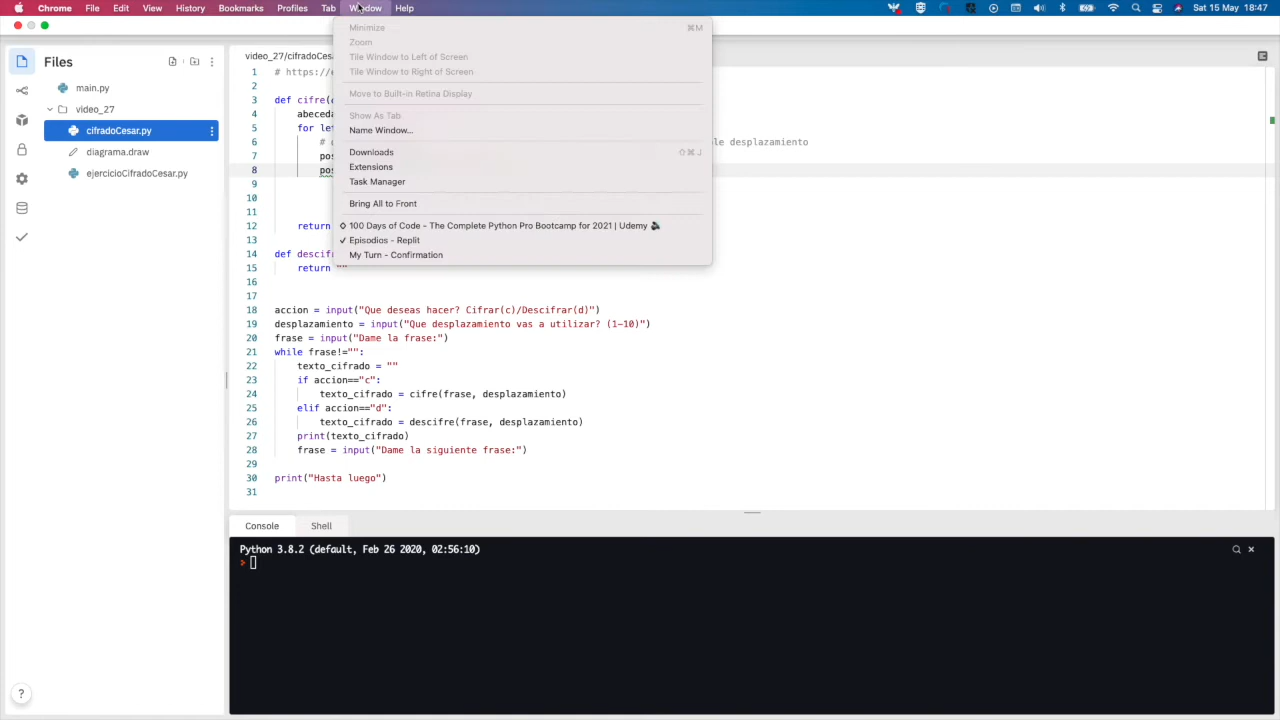 Chrome File Edit View History Bookmarks Profiles Tab Window Help Sat 15 May 18:47
Minimize ⌘M
Zoom
Tile Window to Left of Screen
Tile Window to Right of Screen
Move to Built-in Retina Display
Show As Tab
Name Window...
Downloads ⇧⌘J
Extensions
Task Manager
Bring All to Front
◇ 100 Days of Code - The Complete Python Pro Bootcamp for 2021 | Udemy 🔊
✓ Episodios - Replit
My Turn - Confirmation
Files
main.py
video_27
cifradoCesar.py
diagrama.draw
ejercicioCifradoCesar.py
video_27/cifradoCes
1 # https://
2
3 def cifre(
4 abeced
5 for le
6 # le desplazamiento
7 pos
8 pos
9
10
11
12 return
13
14 def descif
15 return ""
16
17
18 accion = input("Que deseas hacer? Cifrar(c)/Descifrar(d)")
19 desplazamiento = input("Que desplazamiento vas a utilizar? (1-10)")
20 frase = input("Dame la frase:")
21 while frase!="":
22 texto_cifrado = ""
23 if accion=="c":
24 texto_cifrado = cifre(frase, desplazamiento)
25 elif accion=="d":
26 texto_cifrado = descifre(frase, desplazamiento)
27 print(texto_cifrado)
28 frase = input("Dame la siguiente frase:")
29
30 print("Hasta luego")
31
Console Shell
Python 3.8.2 (default, Feb 26 2020, 02:56:10)
>
?